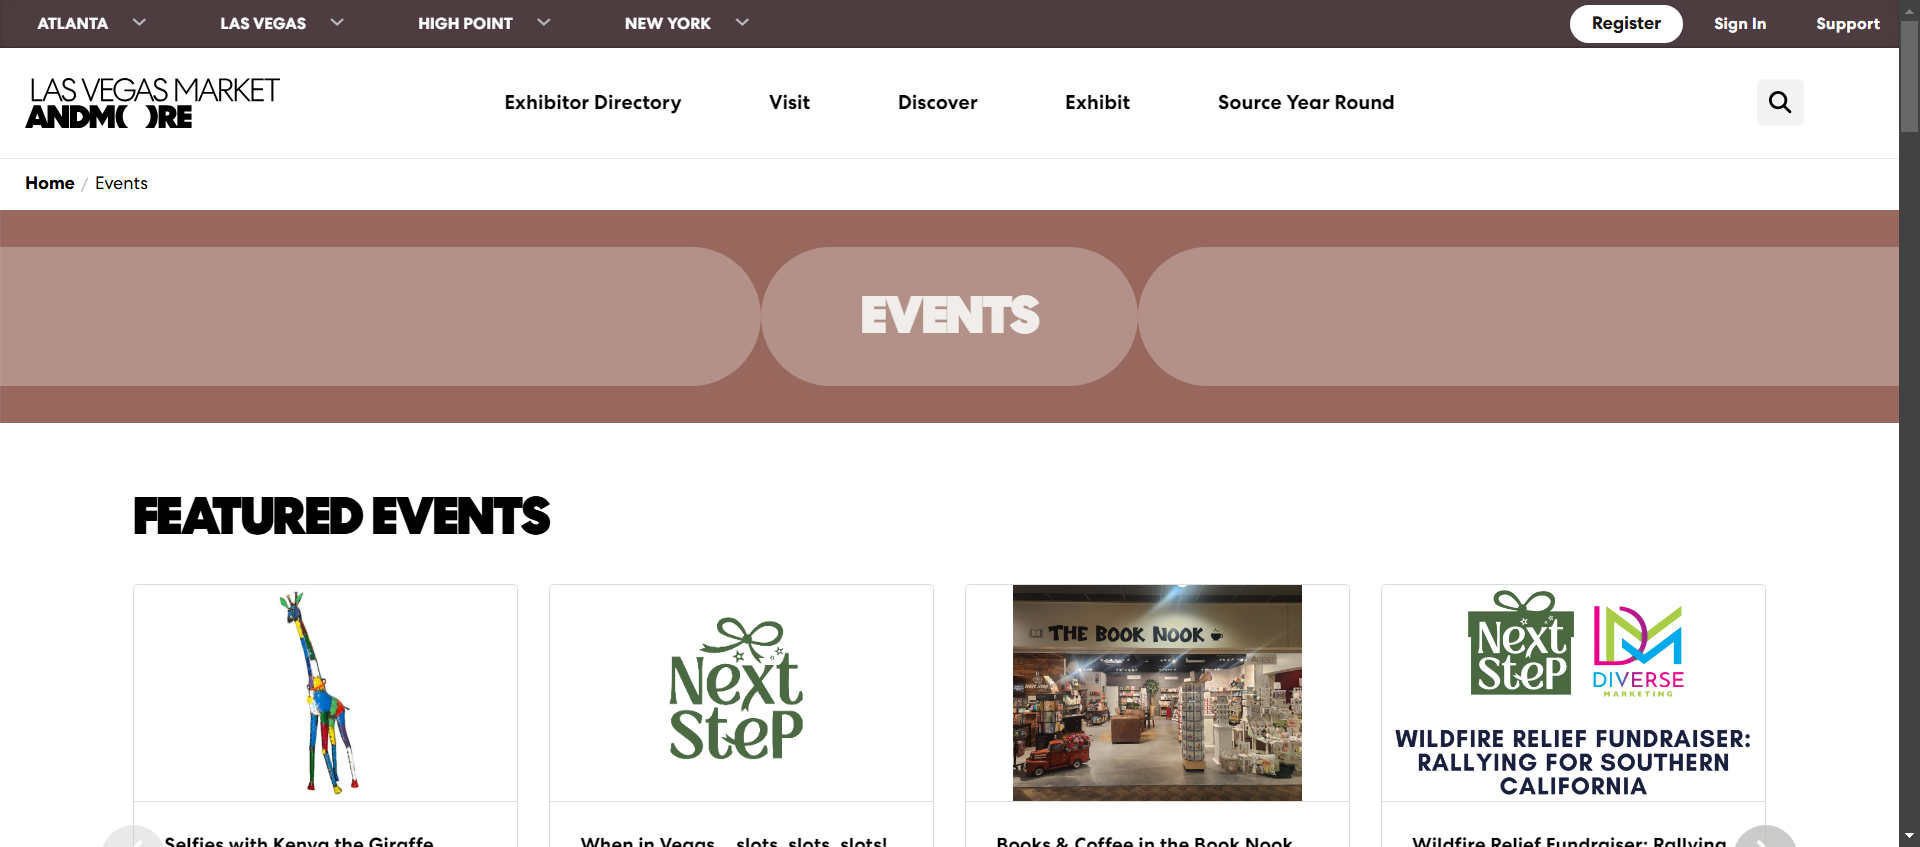 ATLANTA LAS VEGAS HIGH POINT NEW YORK Register Sign In Support
LAS VEGAS MARKET
ANDM( )RE
Exhibitor Directory Visit Discover Exhibit Source Year Round
Home / Events
EVENTS
FEATURED EVENTS
Next
Step
THE BOOK NOOK
Next
Step
DM
DIVERSE
MARKETING
WILDFIRE RELIEF FUNDRAISER:
RALLYING FOR SOUTHERN
CALIFORNIA
Selfies with Kenya the Giraffe
When in Vegas... slots, slots, slots!
Books & Coffee in the Book Nook
Wildfire Relief Fundraiser: Rallying